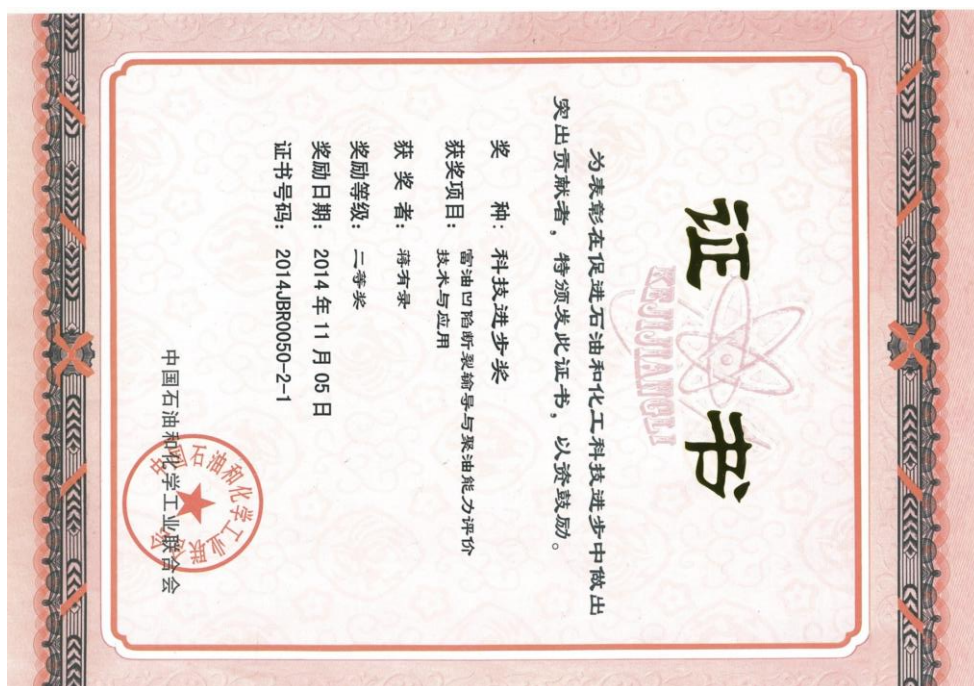 证书
KEJIJIANGLI
为表彰在促进石油和化工科技进步中做出
突出贡献者，特颁发此证书，以资鼓励。
奖 种：科技进步奖
获奖项目：富油凹陷断裂输导与聚油能力评价
技术与应用
获 奖 者：蒋有录
奖励等级：二等奖
奖励日期：2014年11月05日
证书号码：2014JBR0050-2-1
中国石油和化学工业联合会
中国石油和化学工业联合会